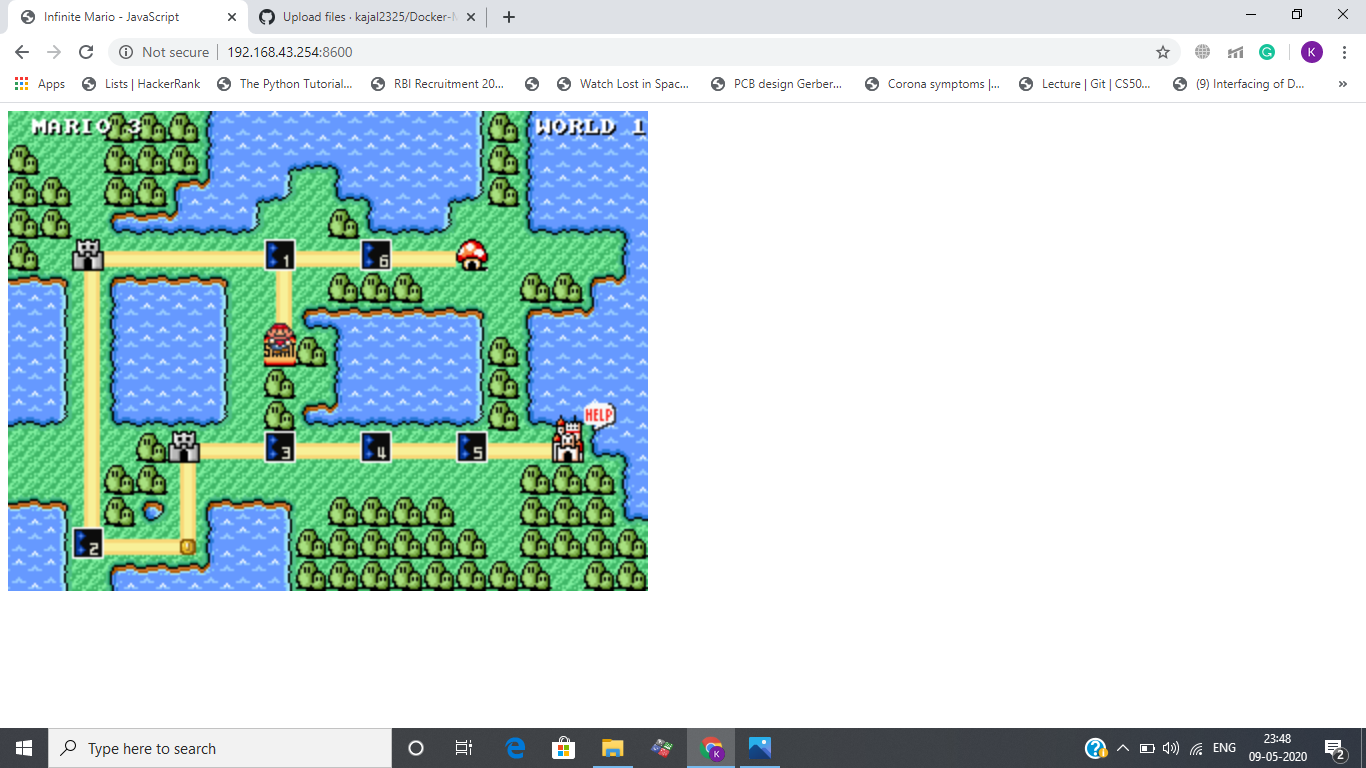 Infinite Mario - JavaScript
Upload files · kajal2325/Docker-M
Not secure
192.168.43.254:8600
K
Apps
Lists | HackerRank
The Python Tutorial...
RBI Recruitment 20...
Watch Lost in Spac...
PCB design Gerber...
Corona symptoms |...
Lecture | Git | CS50...
(9) Interfacing of D...
»
MARIO 3
WORLD 1
1
6
HELP
3
4
5
2
Type here to search
K
ENG
23:48
09-05-2020
2